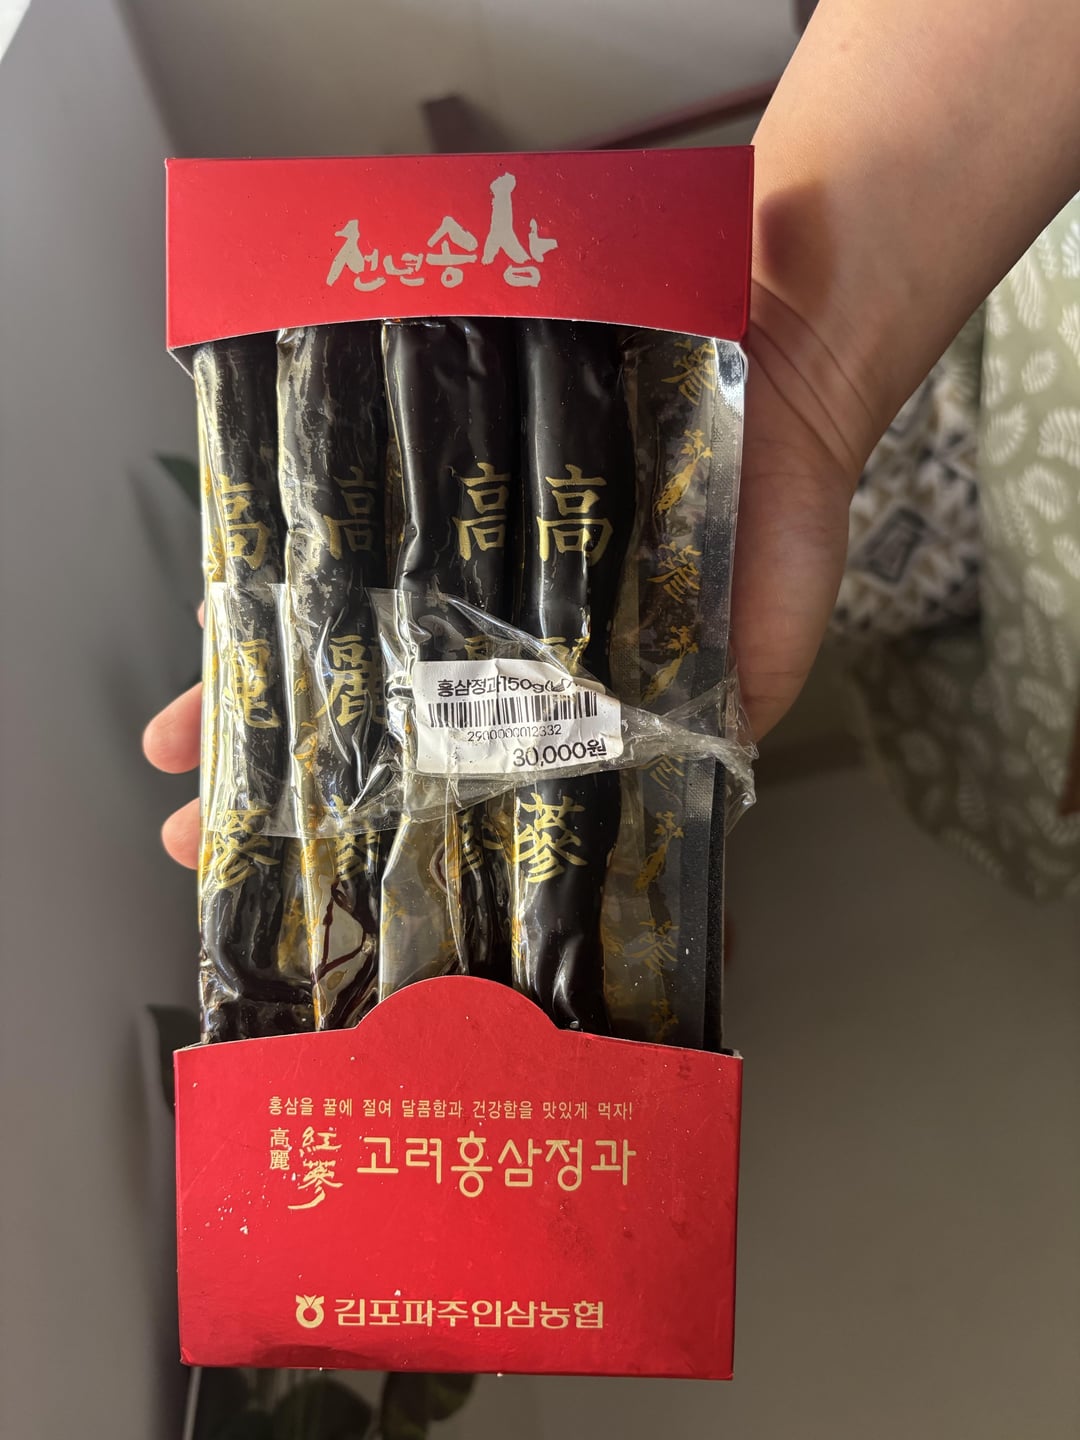 천년송삼
高麗蔘
高麗蔘
高
蔘
高
蔘
홍삼정과150g(
2900000012332
30,000원
홍삼을 꿀에 절여 달콤함과 건강함을 맛있게 먹자!
高麗 紅蔘 고려홍삼정과
김포파주인삼농협